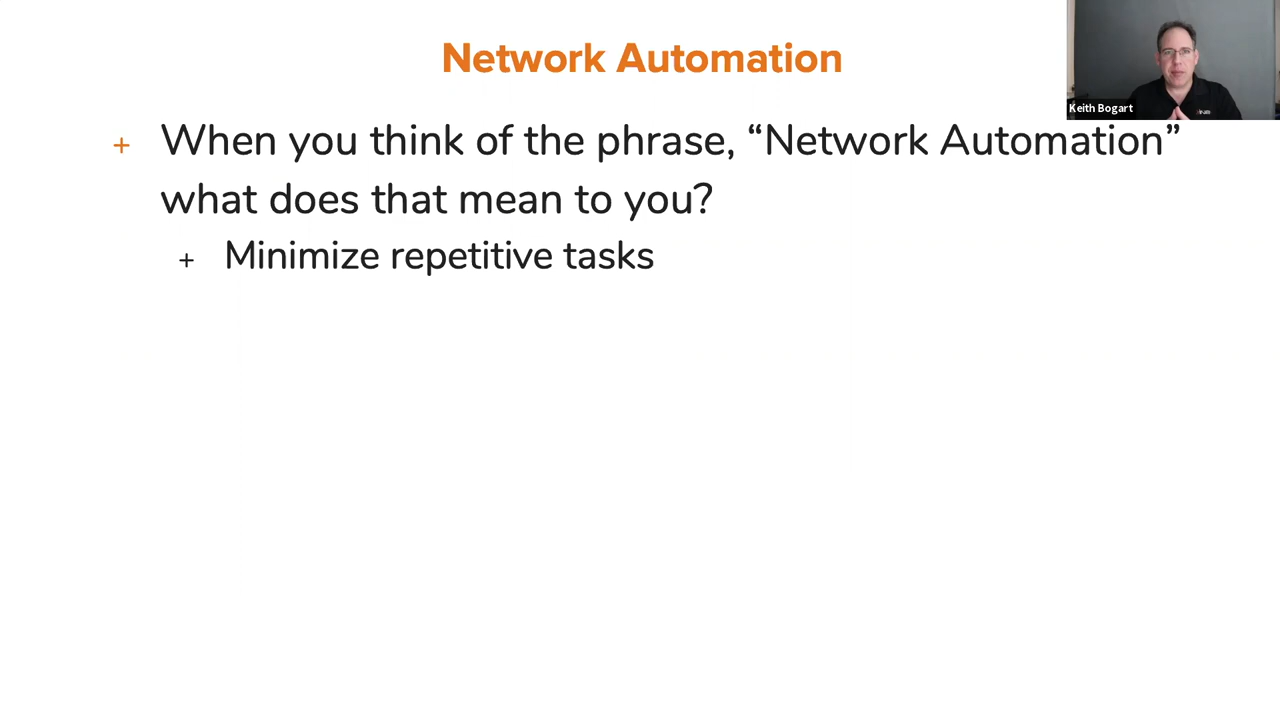 Network Automation
Keith Bogart
+ When you think of the phrase, “Network Automation”
what does that mean to you?
+ Minimize repetitive tasks